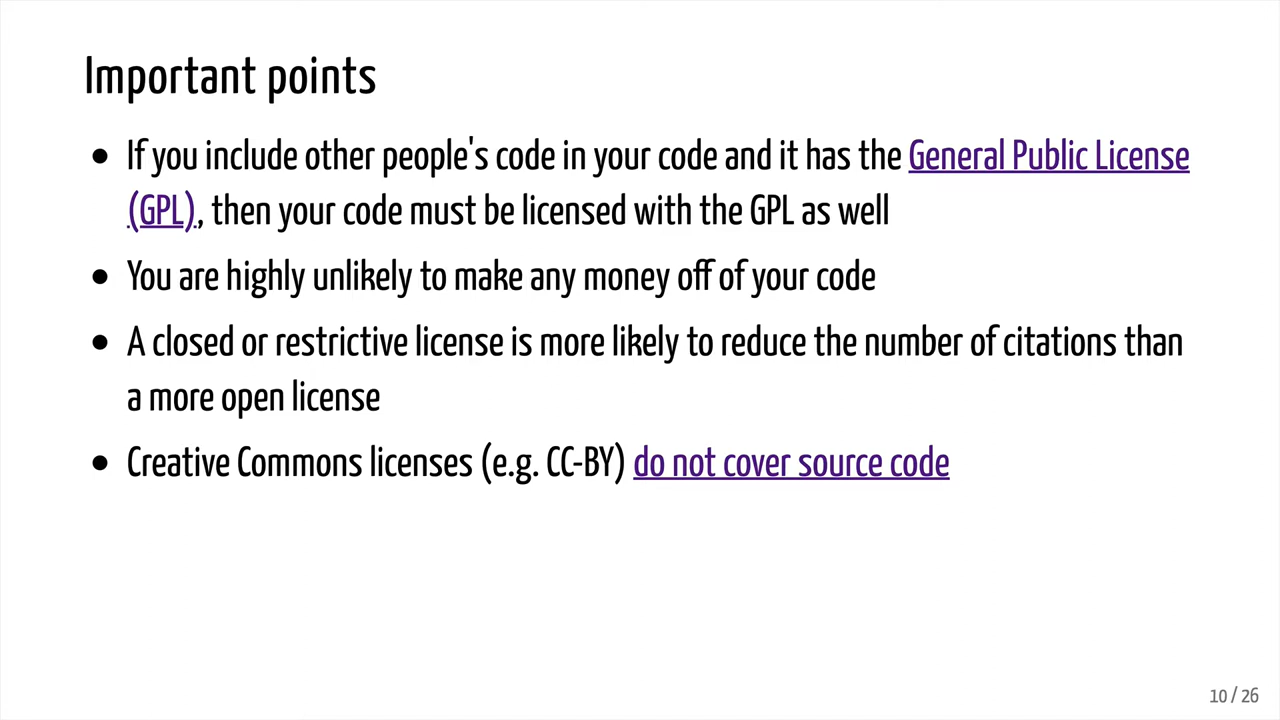 Important points
• If you include other people's code in your code and it has the General Public License
(GPL), then your code must be licensed with the GPL as well
• You are highly unlikely to make any money off of your code
• A closed or restrictive license is more likely to reduce the number of citations than
a more open license
• Creative Commons licenses (e.g. CC-BY) do not cover source code
10 / 26